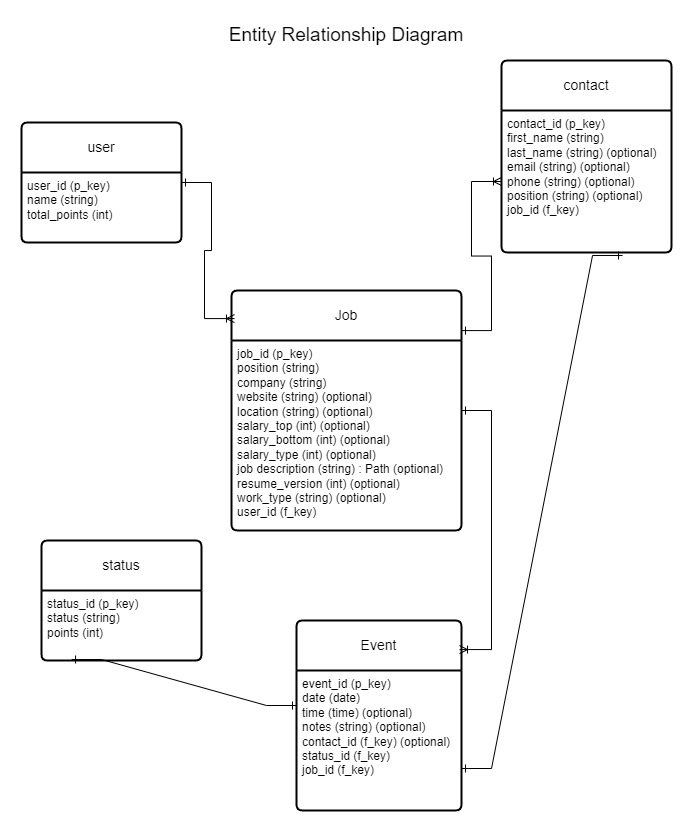 Entity Relationship Diagram
contact
contact_id (p_key)
first_name (string)
last_name (string) (optional)
email (string) (optional)
phone (string) (optional)
position (string) (optional)
job_id (f_key)
user
user_id (p_key)
name (string)
total_points (int)
Job
job_id (p_key)
position (string)
company (string)
website (string) (optional)
location (string) (optional)
salary_top (int) (optional)
salary_bottom (int) (optional)
salary_type (int) (optional)
job description (string) : Path (optional)
resume_version (int) (optional)
work_type (string) (optional)
user_id (f_key)
status
status_id (p_key)
status (string)
points (int)
Event
event_id (p_key)
date (date)
time (time) (optional)
notes (string) (optional)
contact_id (f_key) (optional)
status_id (f_key)
job_id (f_key)